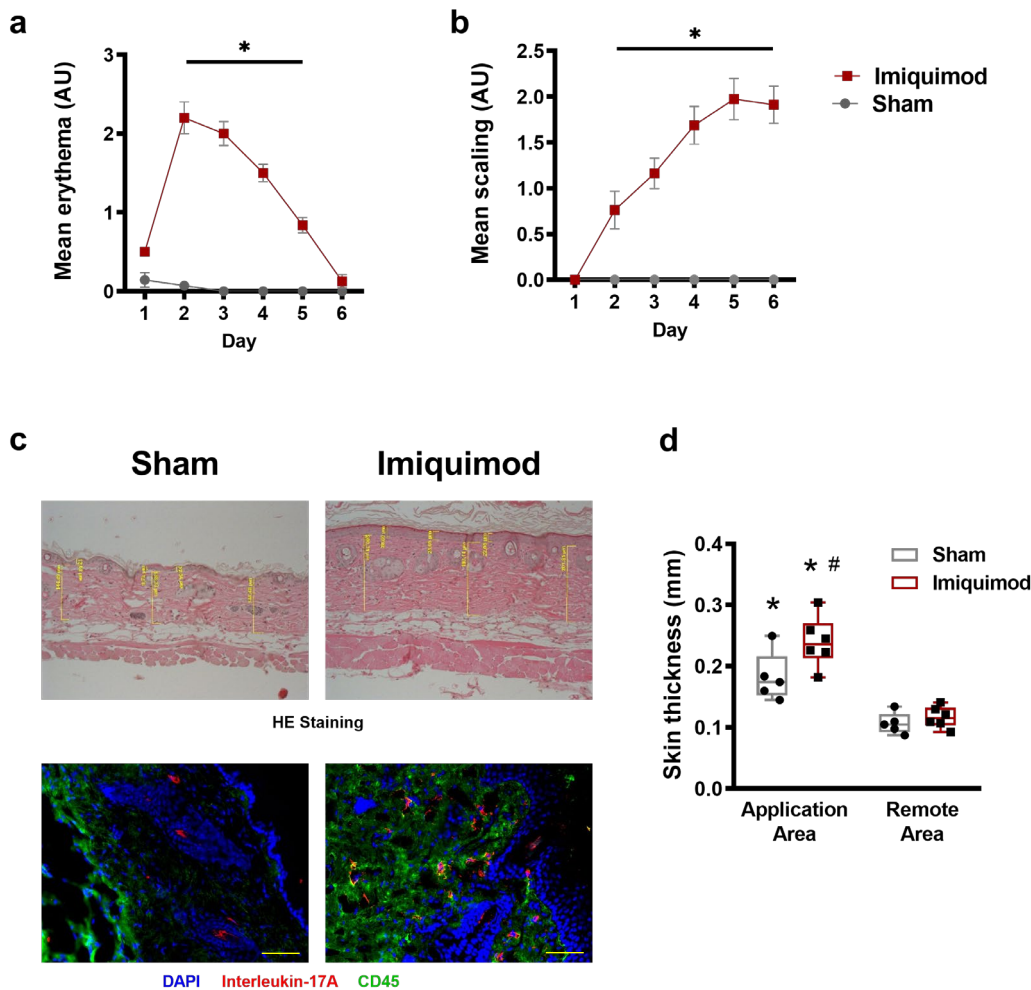 a
*
Mean erythema (AU)
3
2
1
0
1 2 3 4 5 6
Day
b
*
Mean scaling (AU)
2.5
2.0
1.5
1.0
0.5
0.0
1 2 3 4 5 6
Day
Imiquimod
Sham
c
Sham
Imiquimod
HE Staining
DAPI Interleukin-17A CD45
d
Skin thickness (mm)
0.4
0.3
0.2
0.1
0.0
*
* #
Sham
Imiquimod
Application
Area
Remote
Area